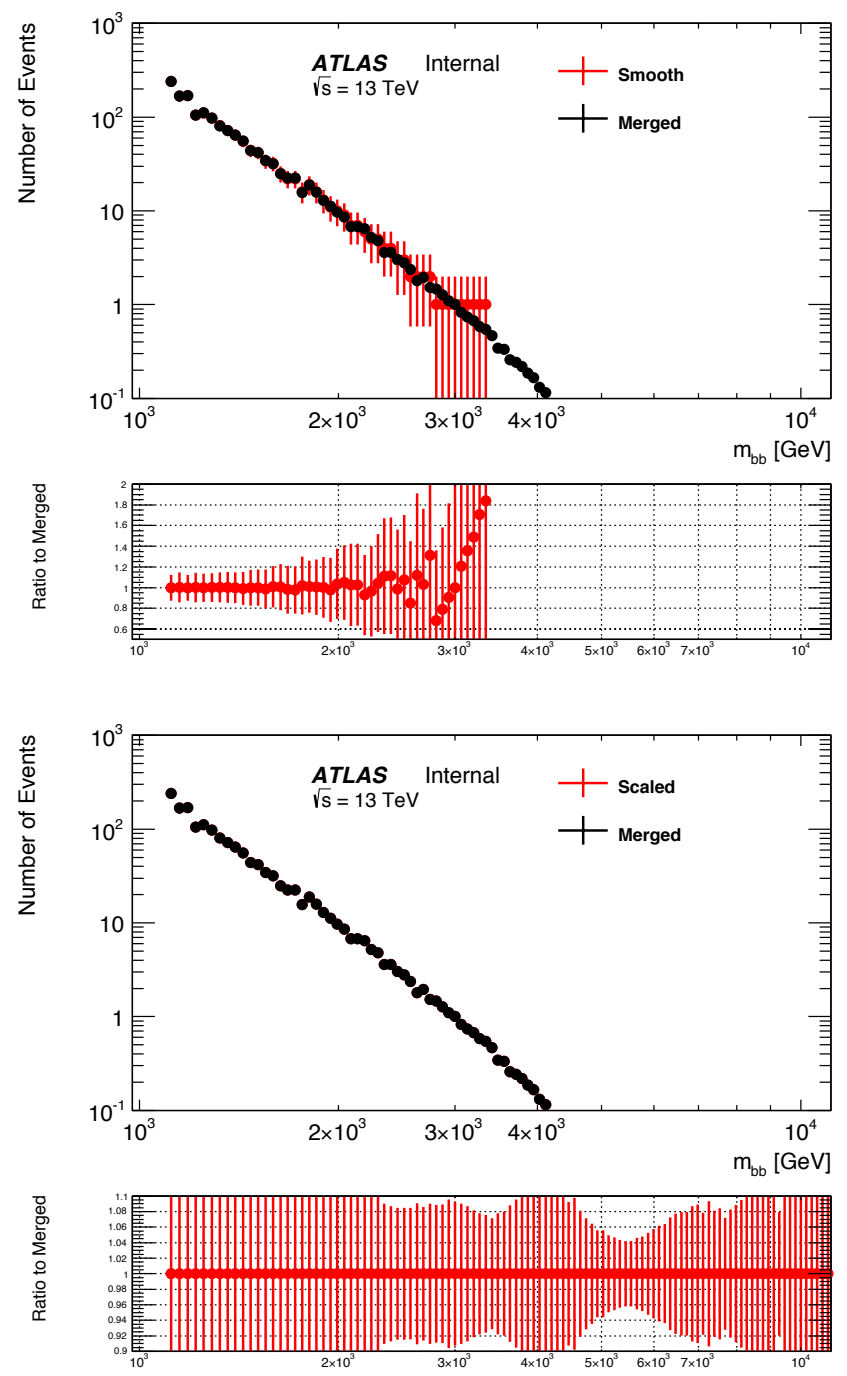 Number of Events
10³
10²
10
1
10⁻¹
ATLAS Internal
√s = 13 TeV
Smooth
Merged
10³ 2×10³ 3×10³ 4×10³ 10⁴
m_bb [GeV]
Ratio to Merged
2
1.8
1.6
1.4
1.2
1
0.8
0.6
10³ 2×10³ 3×10³ 4×10³ 5×10³ 6×10³ 7×10³ 10⁴
Number of Events
10³
10²
10
1
10⁻¹
ATLAS Internal
√s = 13 TeV
Scaled
Merged
10³ 2×10³ 3×10³ 4×10³ 10⁴
m_bb [GeV]
Ratio to Merged
1.1
1.08
1.06
1.04
1.02
1
0.98
0.96
0.94
0.92
0.9
10³ 2×10³ 3×10³ 4×10³ 5×10³ 6×10³ 7×10³ 10⁴